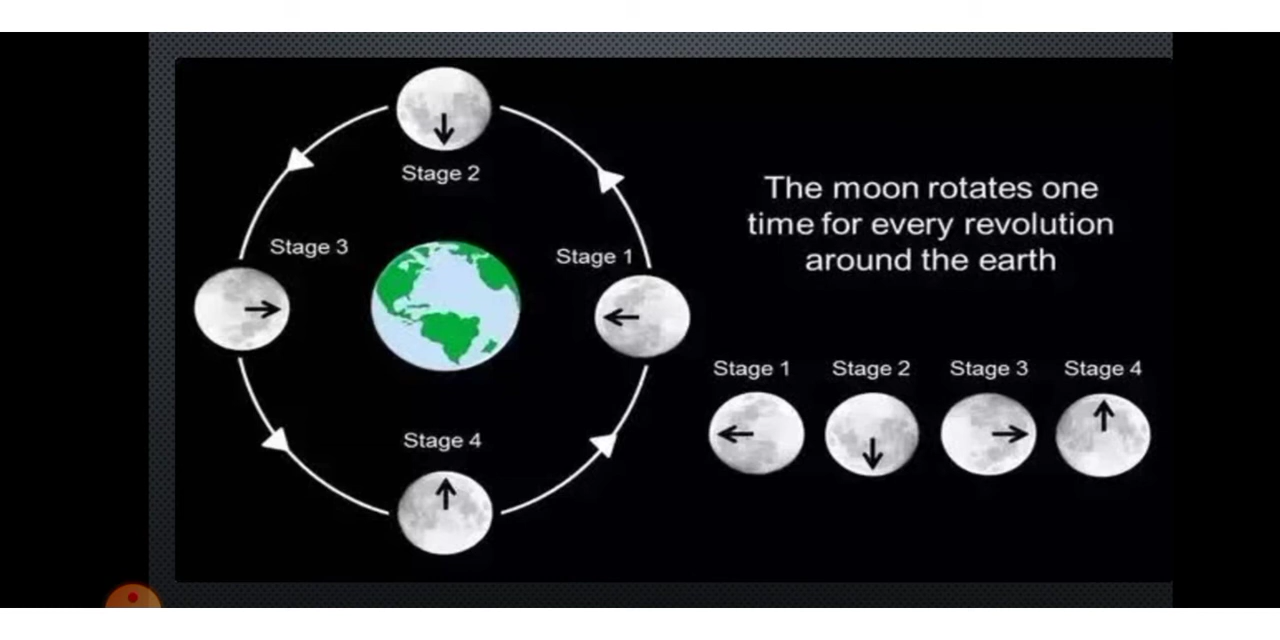 Stage 2
Stage 3
Stage 1
Stage 4
The moon rotates one
time for every revolution
around the earth
Stage 1
Stage 2
Stage 3
Stage 4